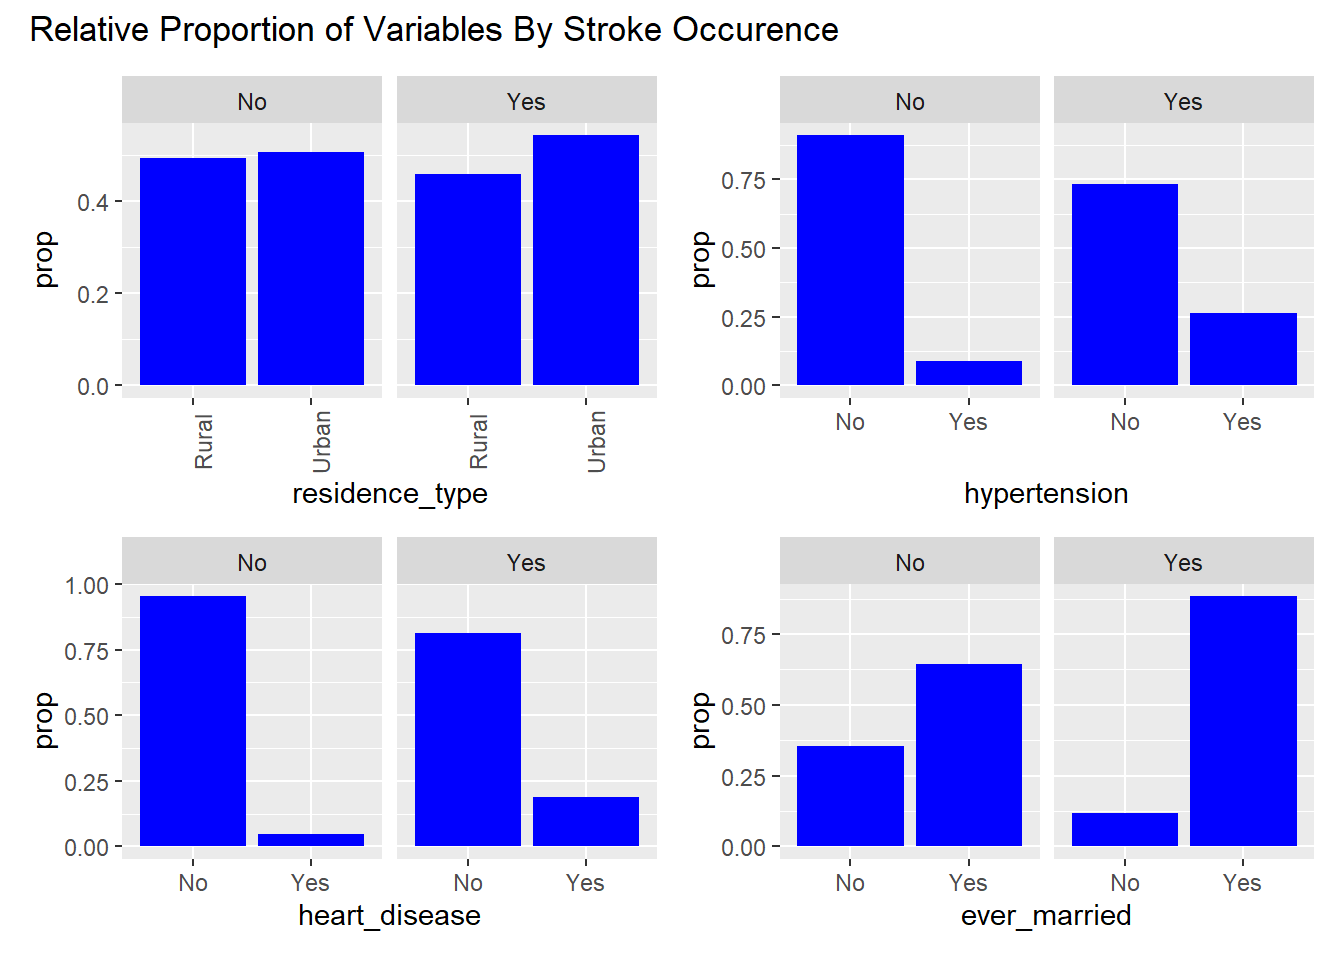 Relative Proportion of Variables By Stroke Occurence
No Yes
prop
0.4
0.2
0.0
Rural Urban Rural Urban
residence_type
No Yes
prop
0.75
0.50
0.25
0.00
No Yes No Yes
hypertension
No Yes
prop
1.00
0.75
0.50
0.25
0.00
No Yes No Yes
heart_disease
No Yes
prop
0.75
0.50
0.25
0.00
No Yes No Yes
ever_married